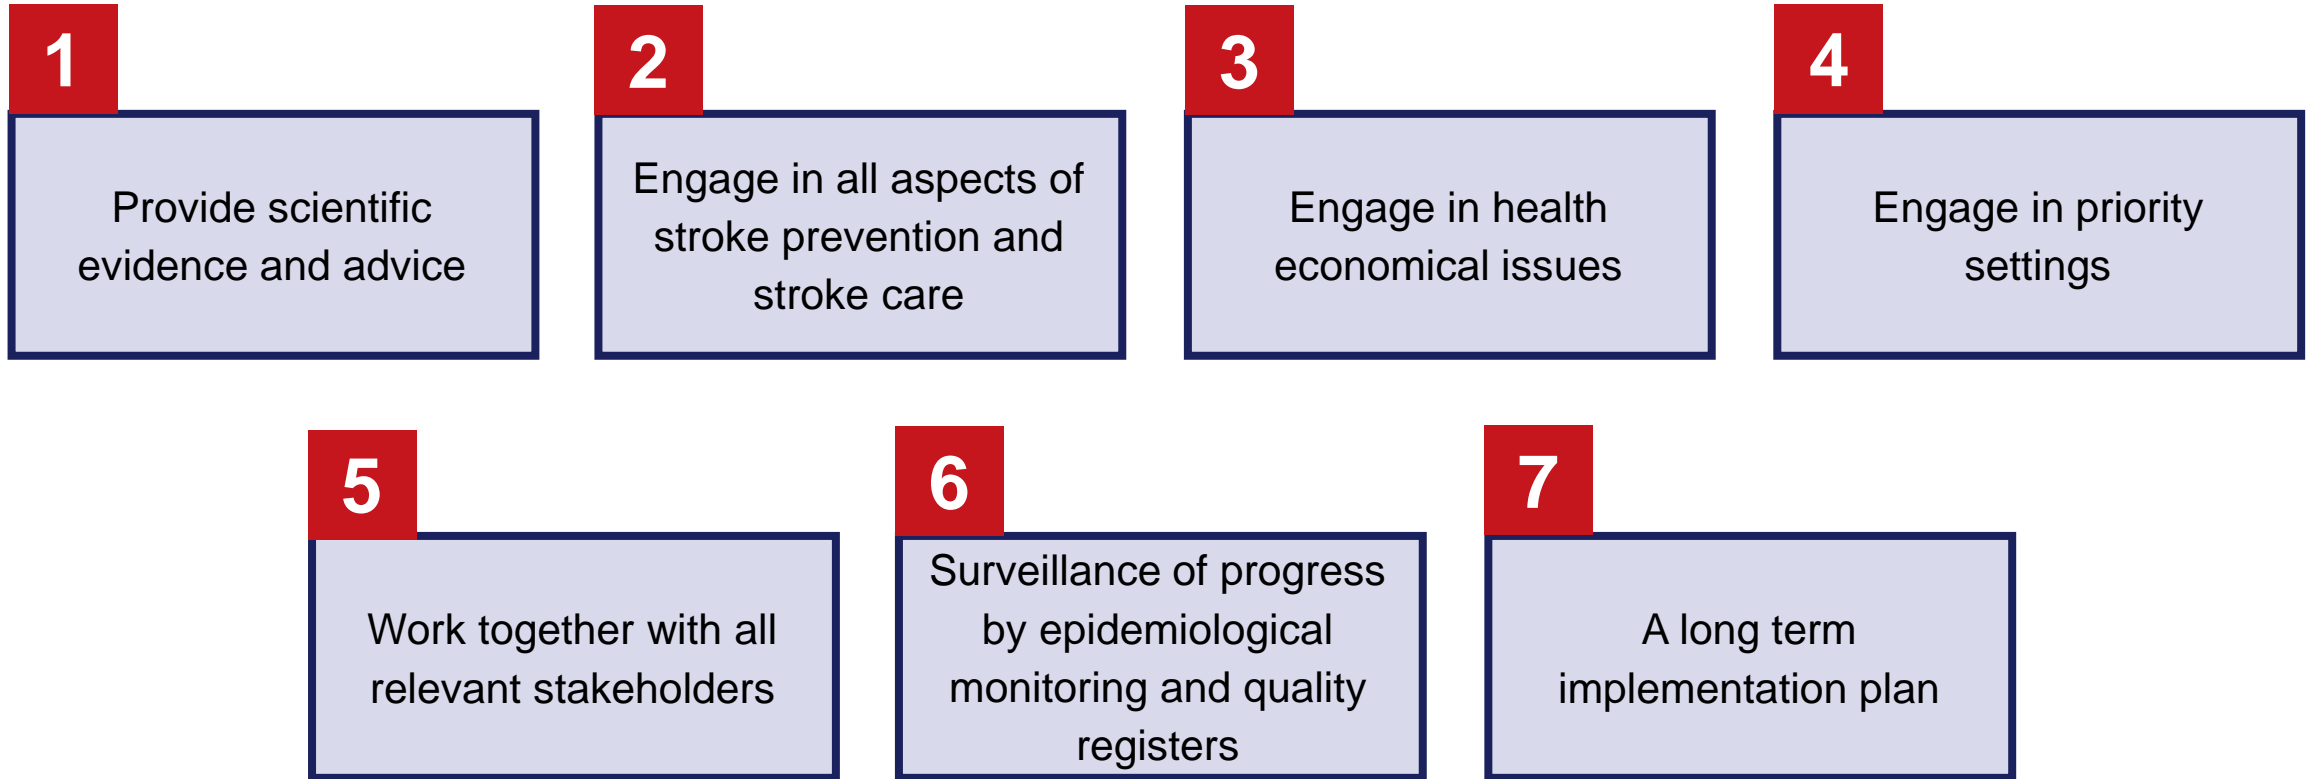 1
Provide scientific
evidence and advice
2
Engage in all aspects of
stroke prevention and
stroke care
3
Engage in health
economical issues
4
Engage in priority
settings
5
Work together with all
relevant stakeholders
6
Surveillance of progress
by epidemiological
monitoring and quality
registers
7
A long term
implementation plan